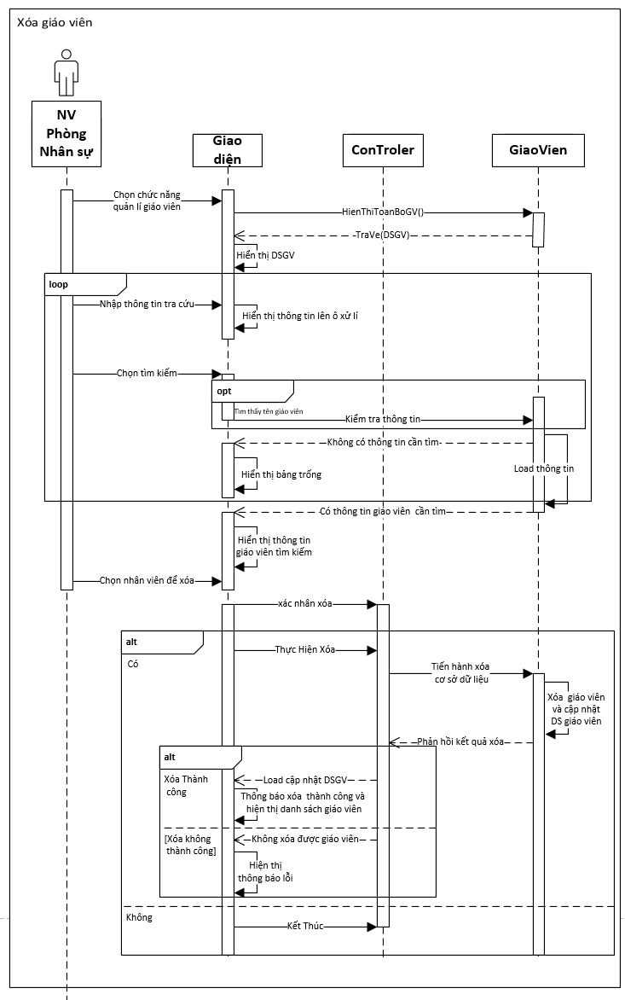 Xóa giáo viên
NV
Phòng
Nhân sự
Giao
diện
ConTroler
GiaoVien
Chọn chức năng
quản lí giáo viên
HienThiToanBoGV()
TraVe(DSGV)
Hiển thị DSGV
loop
Nhập thông tin tra cứu
Hiển thị thông tin lên ô xử lí
Chọn tìm kiếm
opt
Tìm thấy tên giáo viên
Kiểm tra thông tin
Không có thông tin cần tìm
Load thông tin
Hiển thị bảng trống
Có thông tin giáo viên cần tìm
Hiển thị thông tin
giáo viên tìm kiếm
Chọn nhân viên để xóa
xác nhân xóa
alt
Có
Thực Hiện Xóa
Tiến hành xóa
cơ sở dữ liệu
Xóa giáo viên
và cập nhật
DS giáo viên
Phản hồi kết quả xóa
alt
Xóa Thành
công
Load cập nhật DSGV
Thông báo xóa thành công và
hiện thị danh sách giáo viên
[Xóa không
thành công]
Không xóa được giáo viên
Hiện thị
thông báo lỗi
Không
Kết Thúc